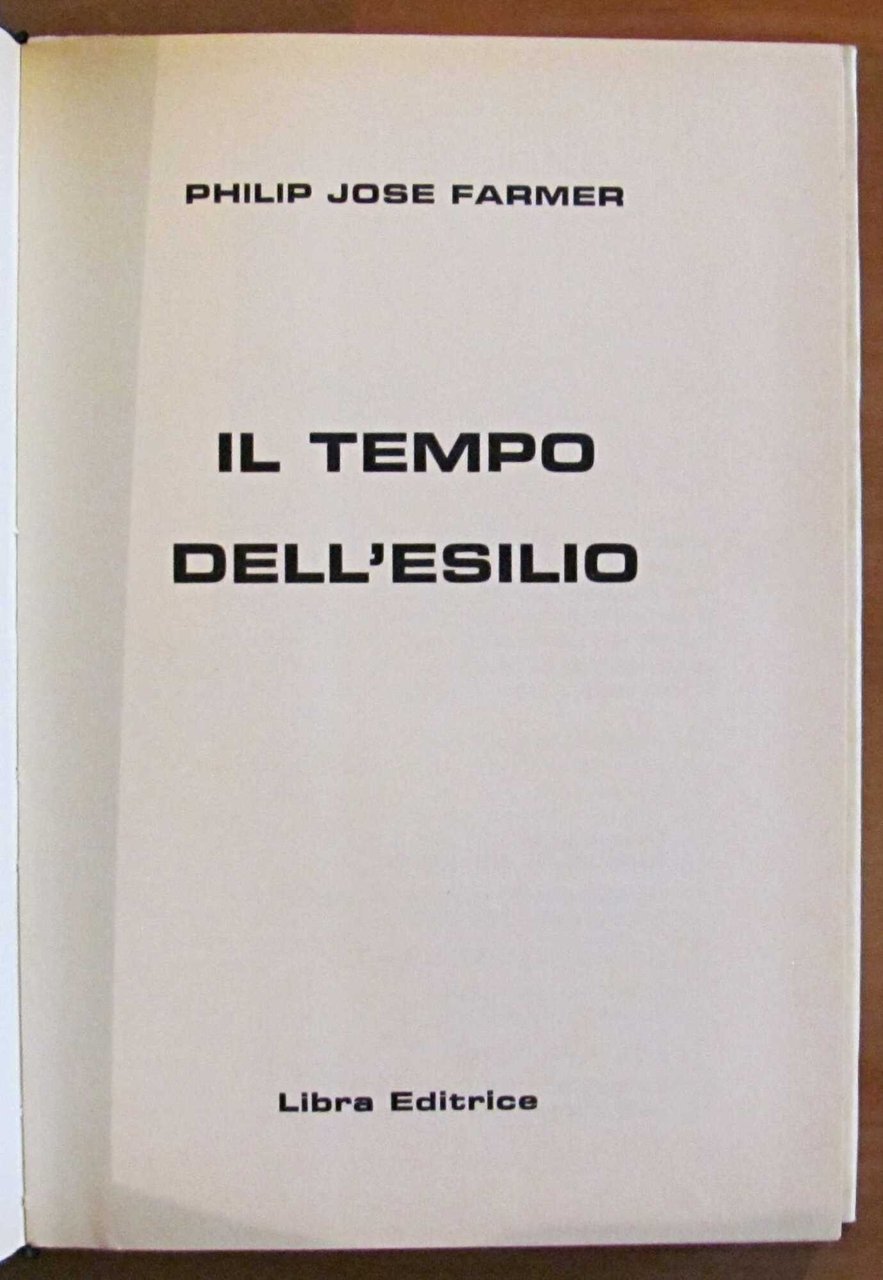 PHILIP JOSE FARMER
IL TEMPO
DELL'ESILIO
Libra Editrice